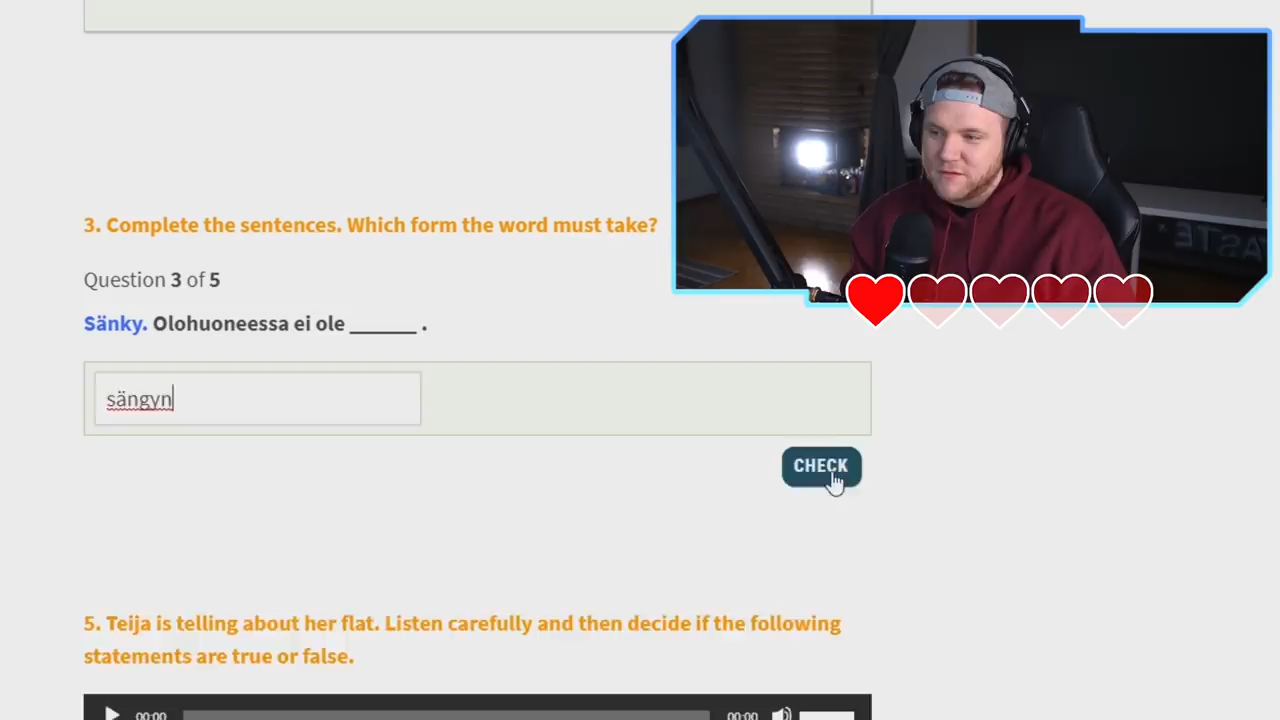 3. Complete the sentences. Which form the word must take?
Question 3 of 5
Sänky. Olohuoneessa ei ole ______ .
sängyn
CHECK
5. Teija is telling about her flat. Listen carefully and then decide if the following
statements are true or false.
00:00 00:00